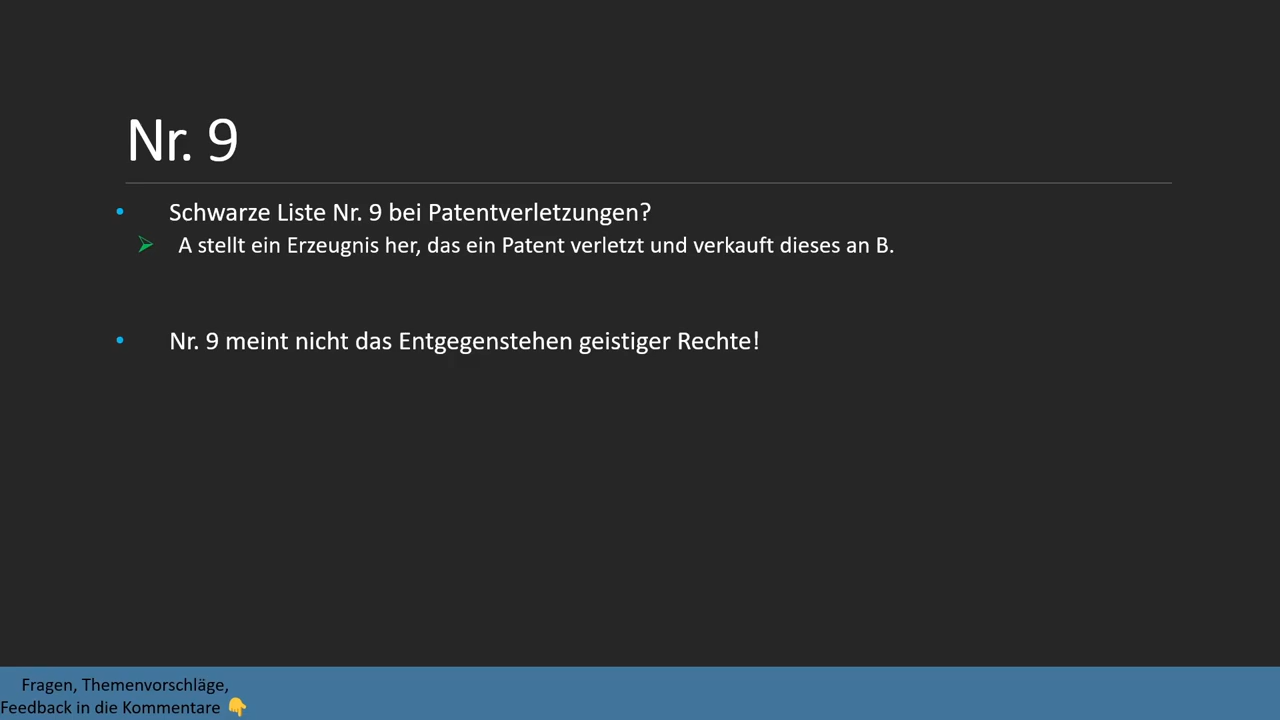 Nr. 9
• Schwarze Liste Nr. 9 bei Patentverletzungen?
➢ A stellt ein Erzeugnis her, das ein Patent verletzt und verkauft dieses an B.
• Nr. 9 meint nicht das Entgegenstehen geistiger Rechte!
Fragen, Themenvorschläge,
Feedback in die Kommentare 👇